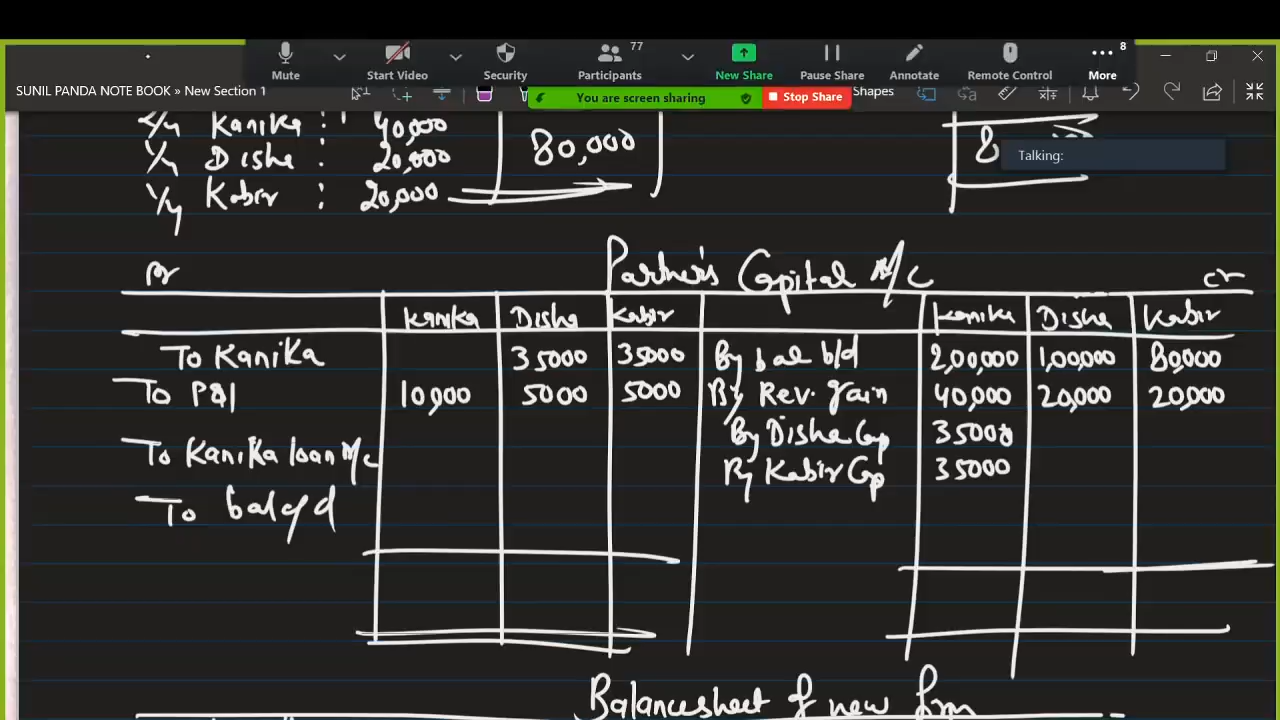 77
8
Mute Start Video Security Participants New Share Pause Share Annotate Remote Control More
SUNIL PANDA NOTE BOOK » New Section 1
You are screen sharing Stop Share Shapes
Kanika : 40,000
1/4 Disha : 20,000 80,000
1/4 Kabir : 20,000
Talking:
Dr Partner's Capital A/c Cr
Kanika Disha Kabir Kanika Disha Kabir
To Kanika 35000 35000 By bal b/d 2,00,000 1,00,000 80,000
To P&l 10,000 5000 5000 By Rev. gain 40,000 20,000 20,000
By Disha Cap 35000
To Kanika loan A/c By Kabir Cap 35000
To bal c/d
Balancesheet of new firm